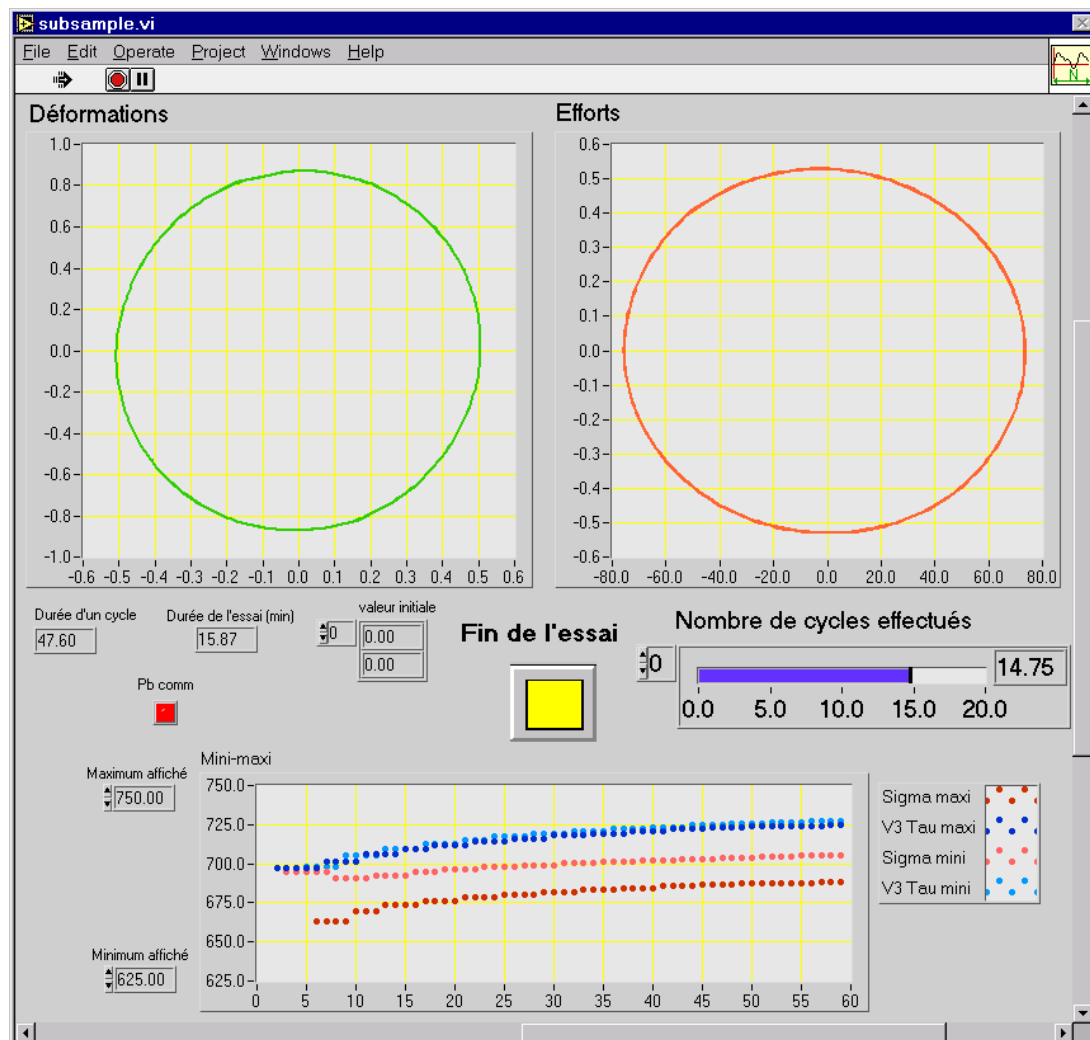 subsample.vi
File Edit Operate Project Windows Help
N
Déformations
Efforts
1.0
0.8
0.6
0.4
0.2
0.0
-0.2
-0.4
-0.6
-0.8
-1.0
-0.6 -0.5 -0.4 -0.3 -0.2 -0.1 0.0 0.1 0.2 0.3 0.4 0.5 0.6
0.6
0.5
0.4
0.3
0.2
0.1
0.0
-0.1
-0.2
-0.3
-0.4
-0.5
-0.6
-80.0 -60.0 -40.0 -20.0 0.0 20.0 40.0 60.0 80.0
Durée d'un cycle
47.60
Durée de l'essai (min)
15.87
valeur initiale
0
0.00
0.00
Fin de l'essai
Nombre de cycles effectués
0
14.75
0.0 5.0 10.0 15.0 20.0
Pb comm
Mini-maxi
Maximum affiché
750.00
Minimum affiché
625.00
750.0
725.0
700.0
675.0
650.0
625.0
0 5 10 15 20 25 30 35 40 45 50 55 60
Sigma maxi
V3 Tau maxi
Sigma mini
V3 Tau mini